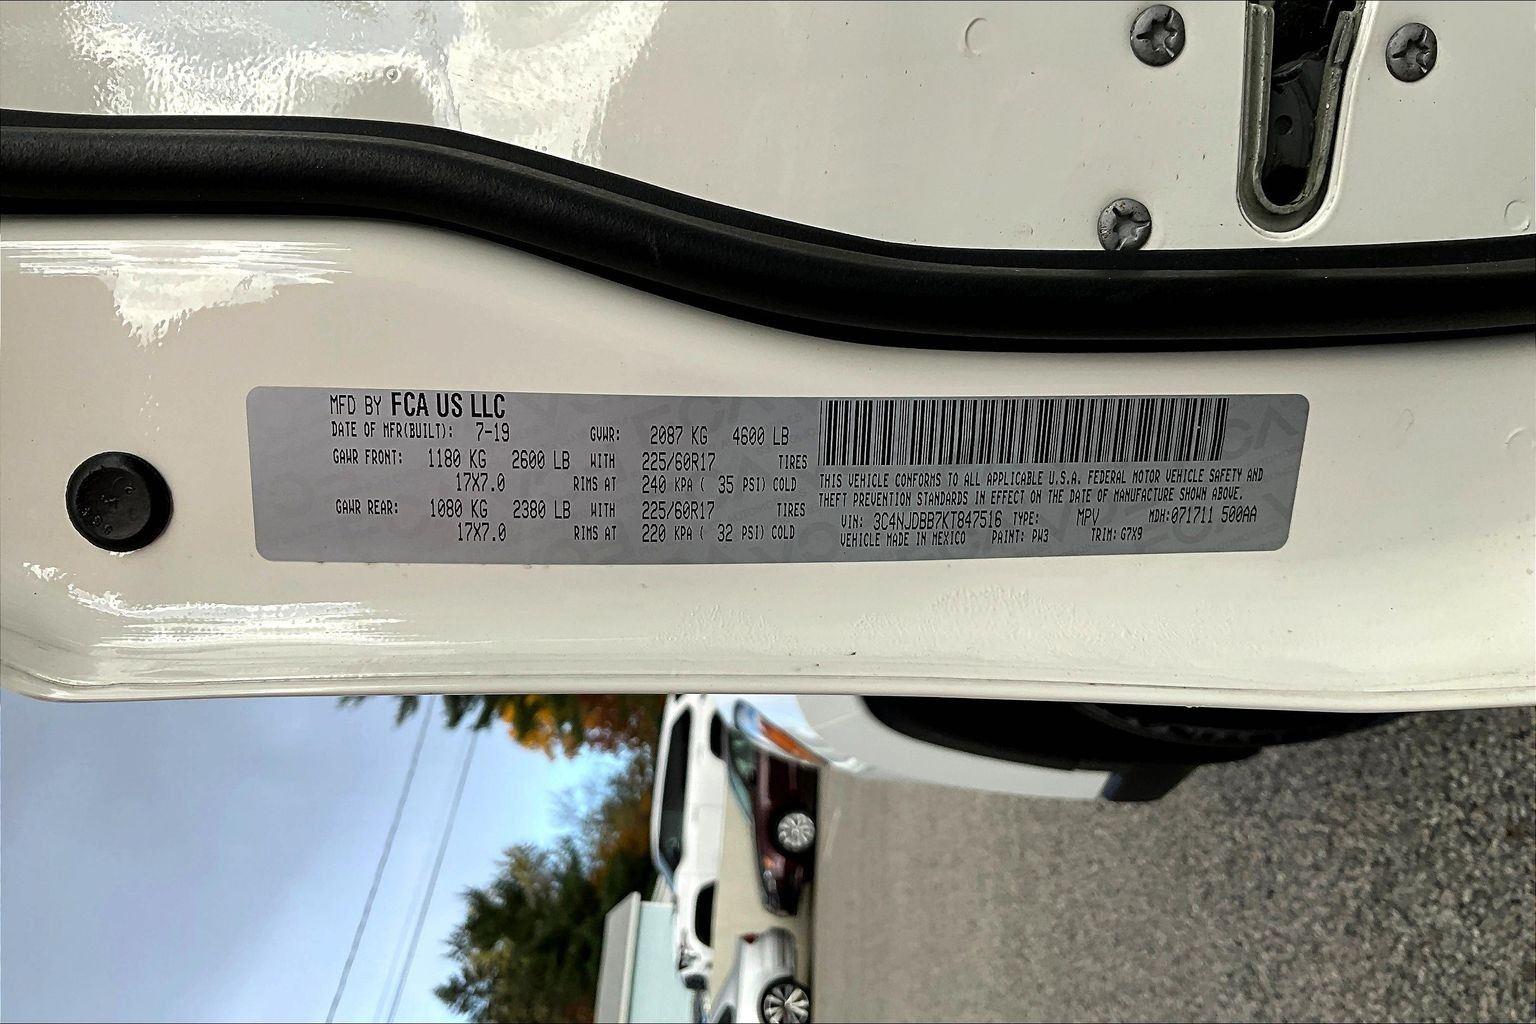 MFD BY FCA US LLC
DATE OF MFR(BUILT): 7-19 GVWR: 2087 KG 4600 LB
GAWR FRONT: 1180 KG 2600 LB WITH 225/60R17 TIRES
17X7.0 RIMS AT 240 KPA ( 35 PSI) COLD
GAWR REAR: 1080 KG 2380 LB WITH 225/60R17 TIRES
17X7.0 RIMS AT 220 KPA ( 32 PSI) COLD
THIS VEHICLE CONFORMS TO ALL APPLICABLE U.S.A. FEDERAL MOTOR VEHICLE SAFETY AND
THEFT PREVENTION STANDARDS IN EFFECT ON THE DATE OF MANUFACTURE SHOWN ABOVE.
VIN: 3C4NJDBB7KT847516 TYPE: MPV MDH:071711 500AA
VEHICLE MADE IN MEXICO PAINT: PW3 TRIM: G7X9